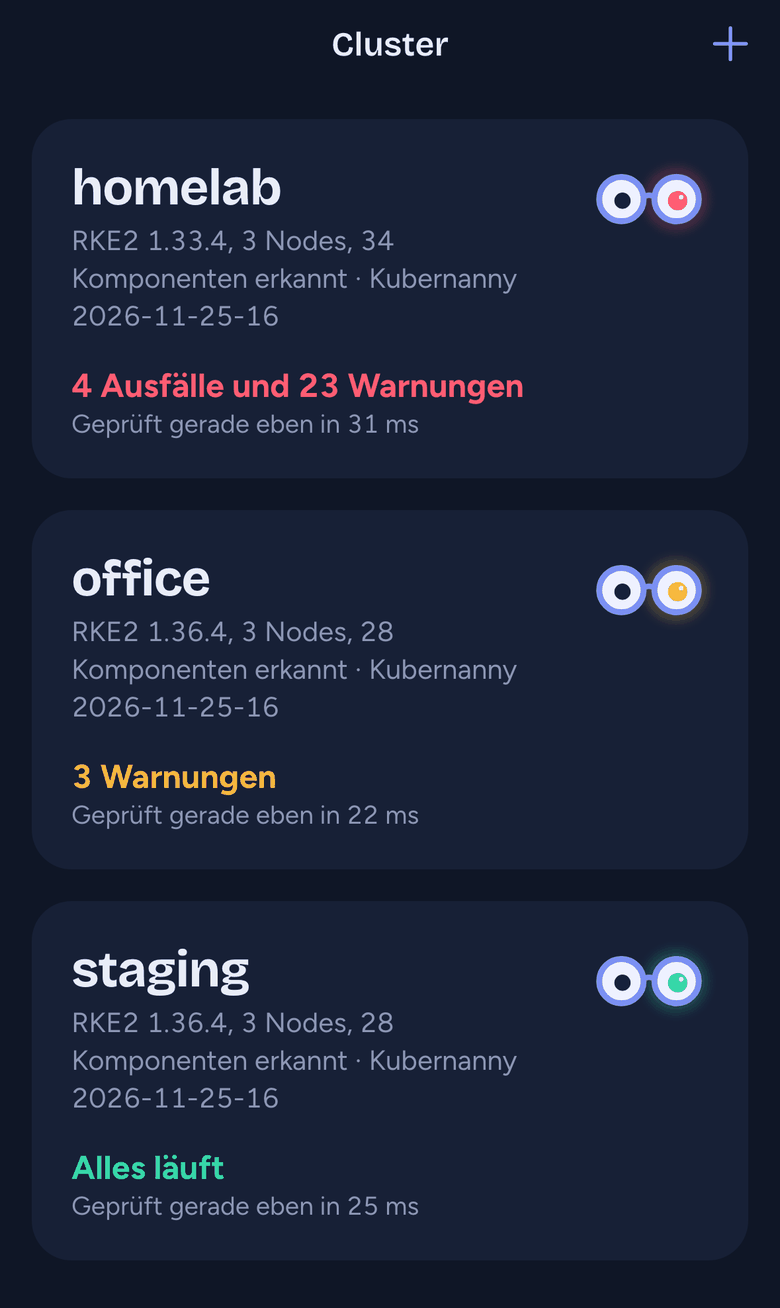 Cluster
homelab
RKE2 1.33.4, 3 Nodes, 34
Komponenten erkannt · Kubernanny
2026-11-25-16
4 Ausfälle und 23 Warnungen
Geprüft gerade eben in 31 ms
office
RKE2 1.36.4, 3 Nodes, 28
Komponenten erkannt · Kubernanny
2026-11-25-16
3 Warnungen
Geprüft gerade eben in 22 ms
staging
RKE2 1.36.4, 3 Nodes, 28
Komponenten erkannt · Kubernanny
2026-11-25-16
Alles läuft
Geprüft gerade eben in 25 ms